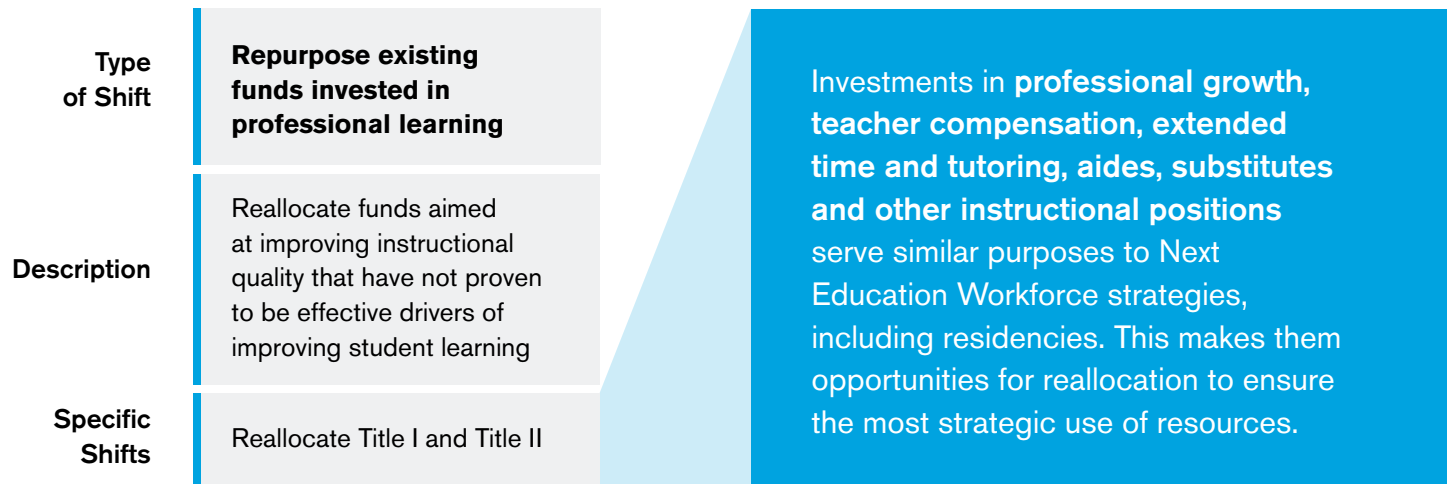 Type
of Shift
Repurpose existing
funds invested in
professional learning
Description
Reallocate funds aimed
at improving instructional
quality that have not proven
to be effective drivers of
improving student learning
Specific
Shifts
Reallocate Title I and Title II
Investments in professional growth,
teacher compensation, extended
time and tutoring, aides, substitutes
and other instructional positions
serve similar purposes to Next
Education Workforce strategies,
including residencies. This makes them
opportunities for reallocation to ensure
the most strategic use of resources.